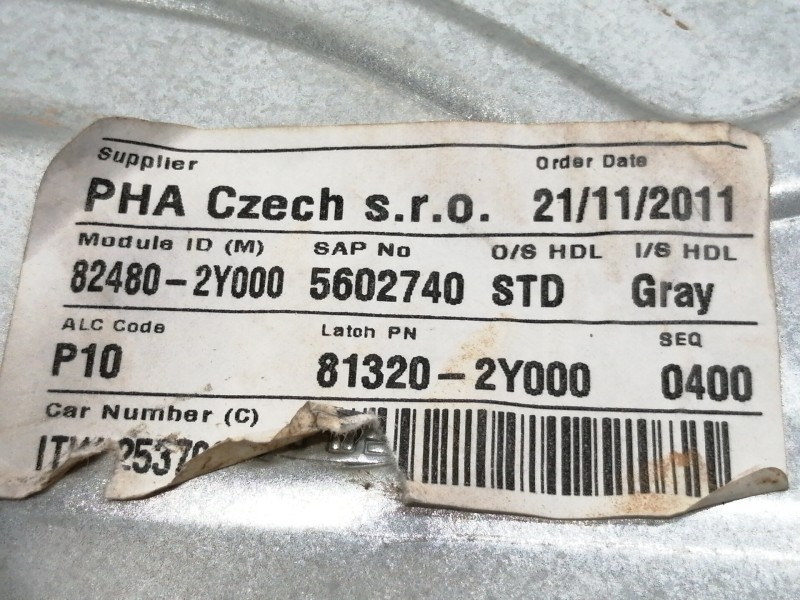 Supplier Order Date
PHA Czech s.r.o. 21/11/2011
Module ID (M) SAP No O/S HDL I/S HDL
82480-2Y000 5602740 STD Gray
ALC Code Latch PN SEQ
P10 81320-2Y000 0400
Car Number (C)